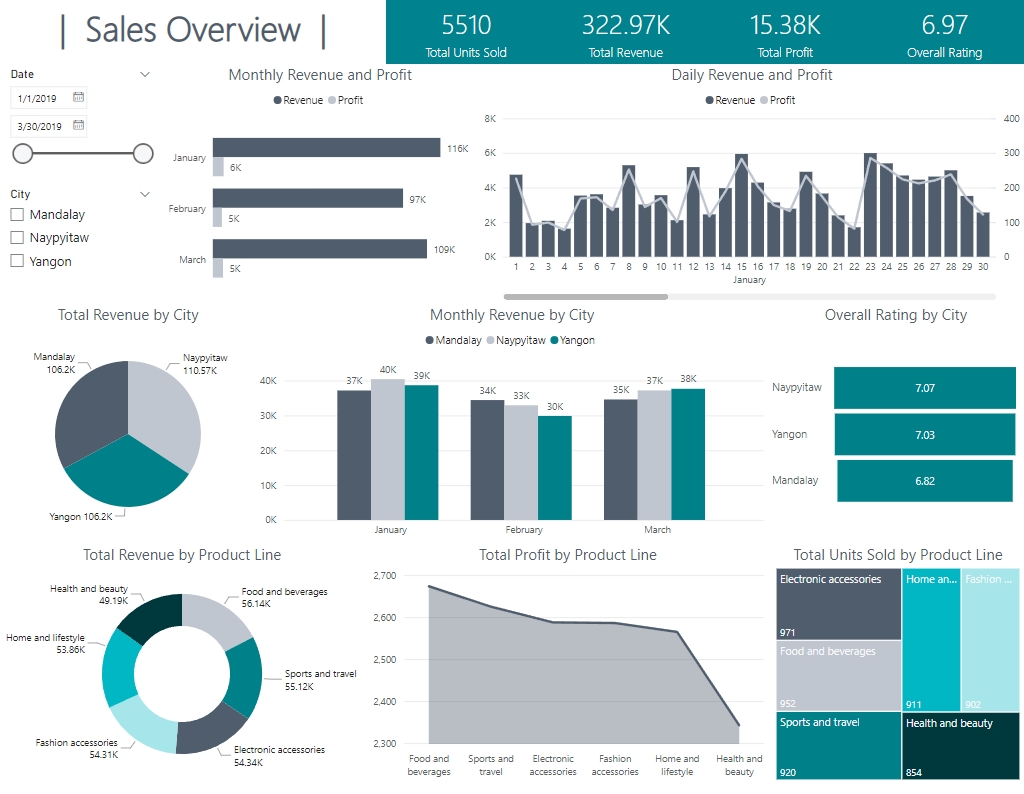 | Sales Overview |
5510
Total Units Sold
322.97K
Total Revenue
15.38K
Total Profit
6.97
Overall Rating
Date
1/1/2019
3/30/2019
City
Mandalay
Naypyitaw
Yangon
Monthly Revenue and Profit
Revenue Profit
January
116K
6K
February
97K
5K
March
109K
5K
Daily Revenue and Profit
Revenue Profit
8K
6K
4K
2K
0K
400
300
200
100
0
1 2 3 4 5 6 7 8 9 10 11 12 13 14 15 16 17 18 19 20 21 22 23 24 25 26 27 28 29 30
January
Total Revenue by City
Mandalay
106.2K
Naypyitaw
110.57K
Yangon 106.2K
Monthly Revenue by City
Mandalay Naypyitaw Yangon
40K
30K
20K
10K
0K
37K 40K 39K
34K 33K 30K
35K 37K 38K
January February March
Overall Rating by City
Naypyitaw 7.07
Yangon 7.03
Mandalay 6.82
Total Revenue by Product Line
Health and beauty
49.19K
Food and beverages
56.14K
Home and lifestyle
53.86K
Sports and travel
55.12K
Fashion accessories
54.31K
Electronic accessories
54.34K
Total Profit by Product Line
2,700
2,600
2,500
2,400
2,300
Food and
beverages
Sports and
travel
Electronic
accessories
Fashion
accessories
Home and
lifestyle
Health and
beauty
Total Units Sold by Product Line
Electronic accessories
971
Food and beverages
952
Sports and travel
920
Home an...
911
Fashion ...
902
Health and beauty
854